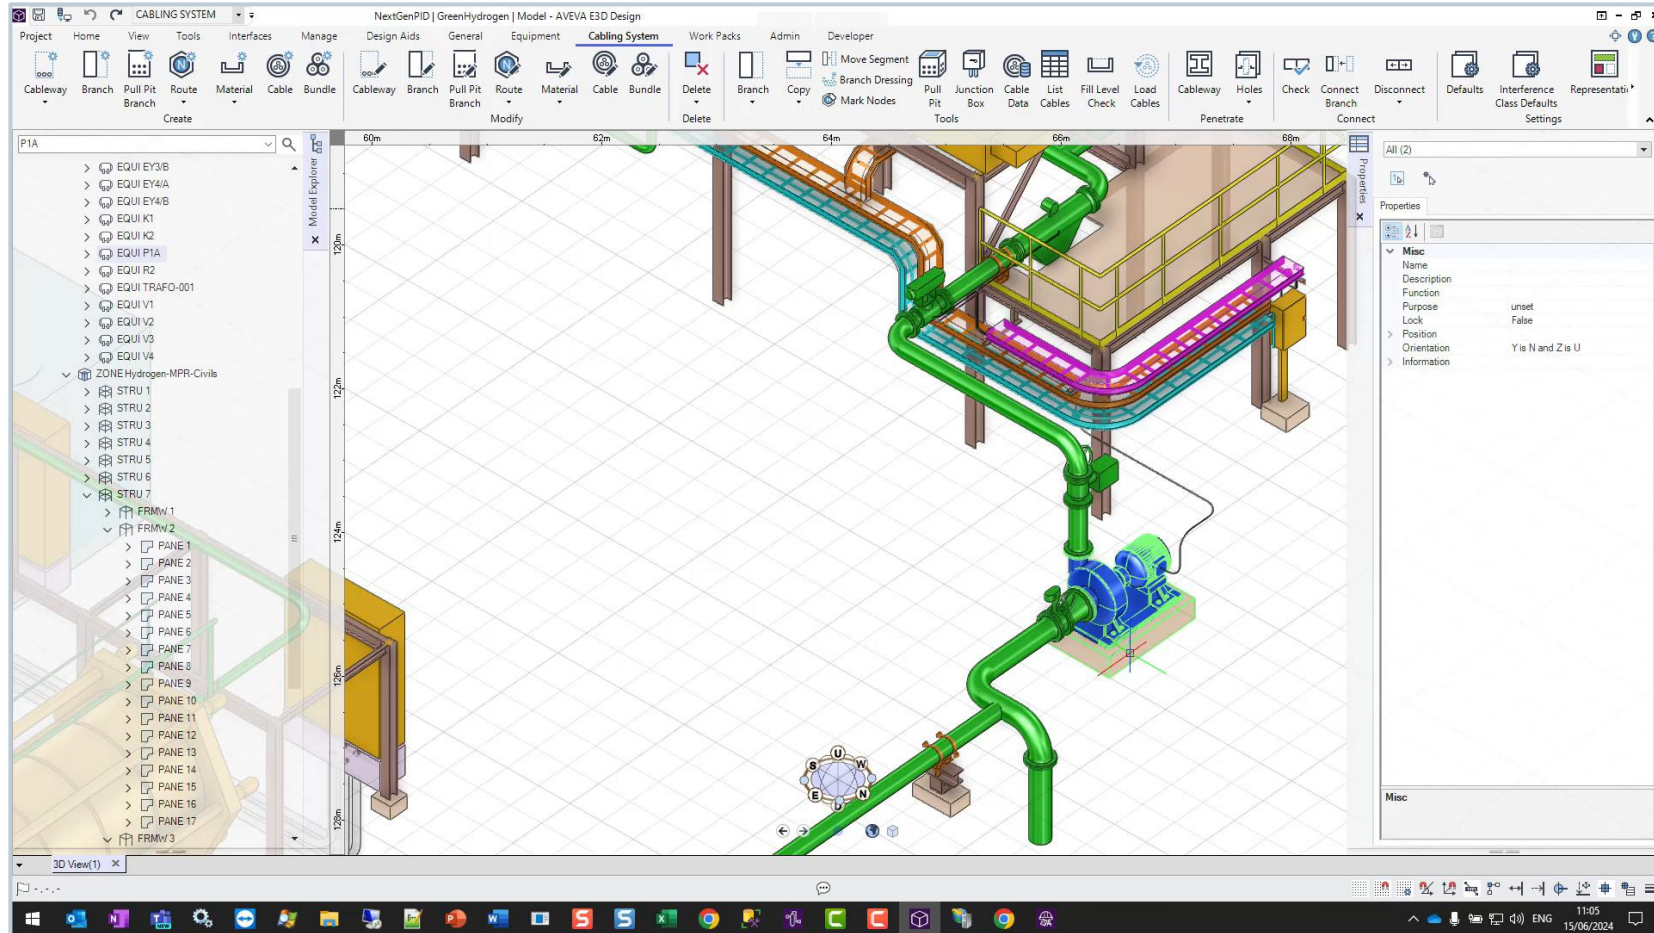 CABLING SYSTEM
NextGenPID | GreenHydrogen | Model - AVEVA E3D Design
Project Home View Tools Interfaces Manage Design Aids General Equipment Cabling System Work Packs Admin Developer
Cableway Branch Pull Pit Branch Route Material Cable Bundle
Create
Cableway Branch Pull Pit Branch Route Material Cable Bundle
Modify
Delete
Delete
Branch Copy
Move Segment
Branch Dressing
Mark Nodes
Pull Pit Junction Box Cable Data List Cables Fill Level Check Load Cables
Tools
Cableway Holes
Penetrate
Check Connect Branch Disconnect
Connect
Defaults Interference Class Defaults Representati
Settings
P1A
Model Explorer
EQUI EY3/B
EQUI EY4/A
EQUI EY4/B
EQUI K1
EQUI K2
EQUI P1A
EQUI R2
EQUI TRAFO-001
EQUI V1
EQUI V2
EQUI V3
EQUI V4
ZONE Hydrogen-MPR-Civils
STRU 1
STRU 2
STRU 3
STRU 4
STRU 5
STRU 6
STRU 7
FRMW 1
FRMW 2
PANE 1
PANE 2
PANE 3
PANE 4
PANE 5
PANE 6
PANE 7
PANE 8
PANE 9
PANE 10
PANE 11
PANE 12
PANE 13
PANE 14
PANE 15
PANE 16
PANE 17
FRMW 3
60m 62m 64m 66m 68m
120m
122m
124m
126m
128m
U
S W
E N
D
Properties
All (2)
Properties
Misc
Name
Description
Function
Purpose unset
Lock False
Position
Orientation Y is N and Z is U
Information
Misc
3D View(1)
ENG
11:05
15/06/2024